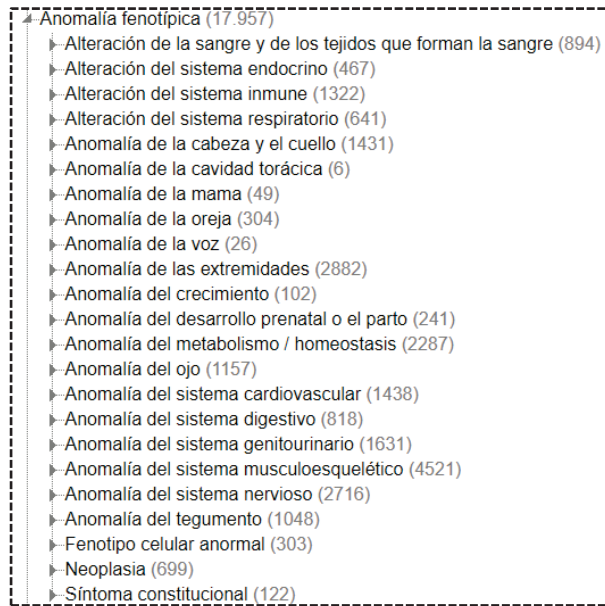 Anomalía fenotípica (17.957)
Alteración de la sangre y de los tejidos que forman la sangre (894)
Alteración del sistema endocrino (467)
Alteración del sistema inmune (1322)
Alteración del sistema respiratorio (641)
Anomalía de la cabeza y el cuello (1431)
Anomalía de la cavidad torácica (6)
Anomalía de la mama (49)
Anomalía de la oreja (304)
Anomalía de la voz (26)
Anomalía de las extremidades (2882)
Anomalía del crecimiento (102)
Anomalía del desarrollo prenatal o el parto (241)
Anomalía del metabolismo / homeostasis (2287)
Anomalía del ojo (1157)
Anomalía del sistema cardiovascular (1438)
Anomalía del sistema digestivo (818)
Anomalía del sistema genitourinario (1631)
Anomalía del sistema musculoesquelético (4521)
Anomalía del sistema nervioso (2716)
Anomalía del tegumento (1048)
Fenotipo celular anormal (303)
Neoplasia (699)
Síntoma constitucional (122)